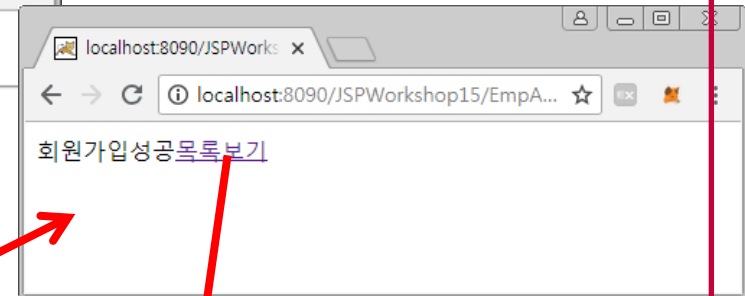 localhost:8090/JSPWorks
localhost:8090/JSPWorkshop15/EmpA...
회원가입성공목록보기